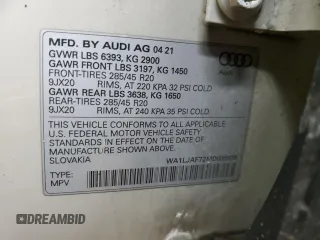 MFD. BY AUDI AG 04 21
GVWR LBS 6393, KG 2900
GAWR FRONT LBS 3197, KG 1450
FRONT-TIRES 285/45 R20
9JX20 RIMS, AT 220 KPA 32 PSI COLD
GAWR REAR LBS 3638, KG 1650
REAR-TIRES 285/45 R20
9JX20 RIMS, AT 240 KPA 35 PSI COLD
THIS VEHICLE CONFORMS TO ALL APPLICABLE
U.S. FEDERAL MOTOR VEHICLE SAFETY
STANDARDS IN EFFECT ON THE DATE OF
MANUFACTURE SHOWN ABOVE.
SLOVAKIA
TYPE:
MPV
DREAMBID
DREAMBID.COM